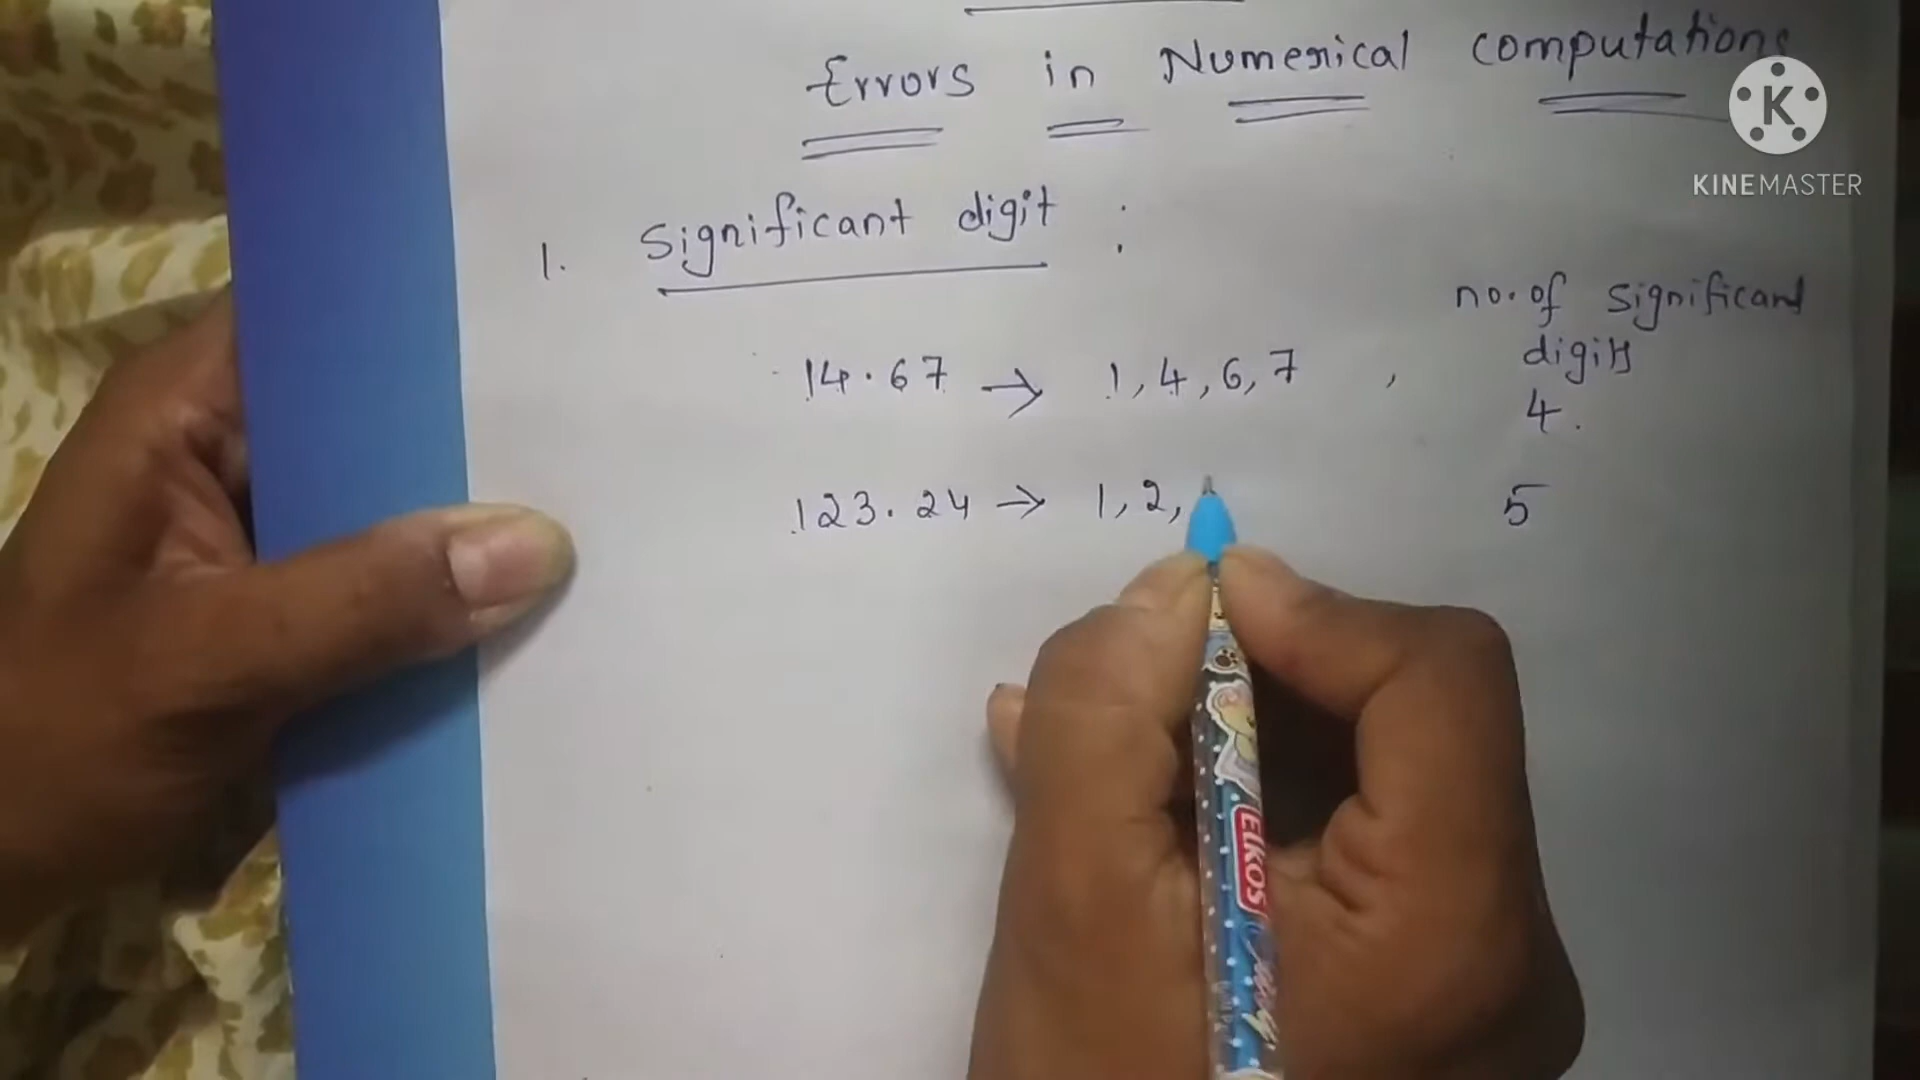 Errors in Numerical computations
KINEMASTER
1. Significant digit :
no. of significant
digits
14.67 → 1, 4, 6, 7 ,
4.
123.24 → 1, 2,
5
ELKOS